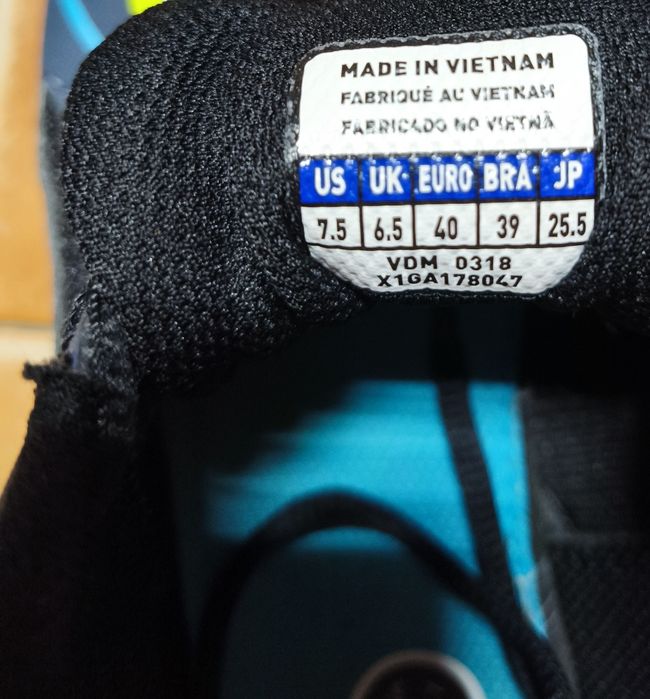 MADE IN VIETNAM
FABRIQUÉ AU VIETNAM
FABRICADO NO VIETNÃ
US UK EURO BRA JP
7.5 6.5 40 39 25.5
VDM 0318
X1GA178047